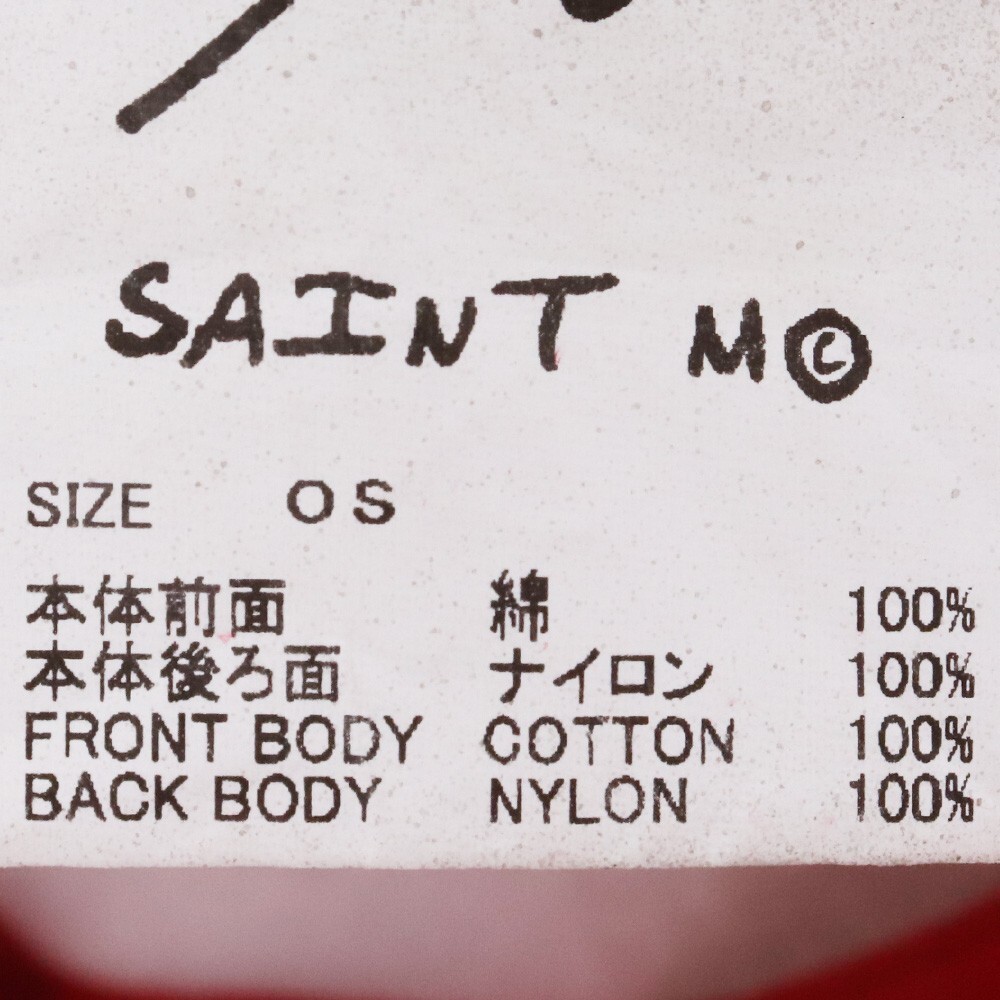 SAINT M©
SIZE OS
本体前面 綿 100%
本体後ろ面 ナイロン 100%
FRONT BODY COTTON 100%
BACK BODY NYLON 100%